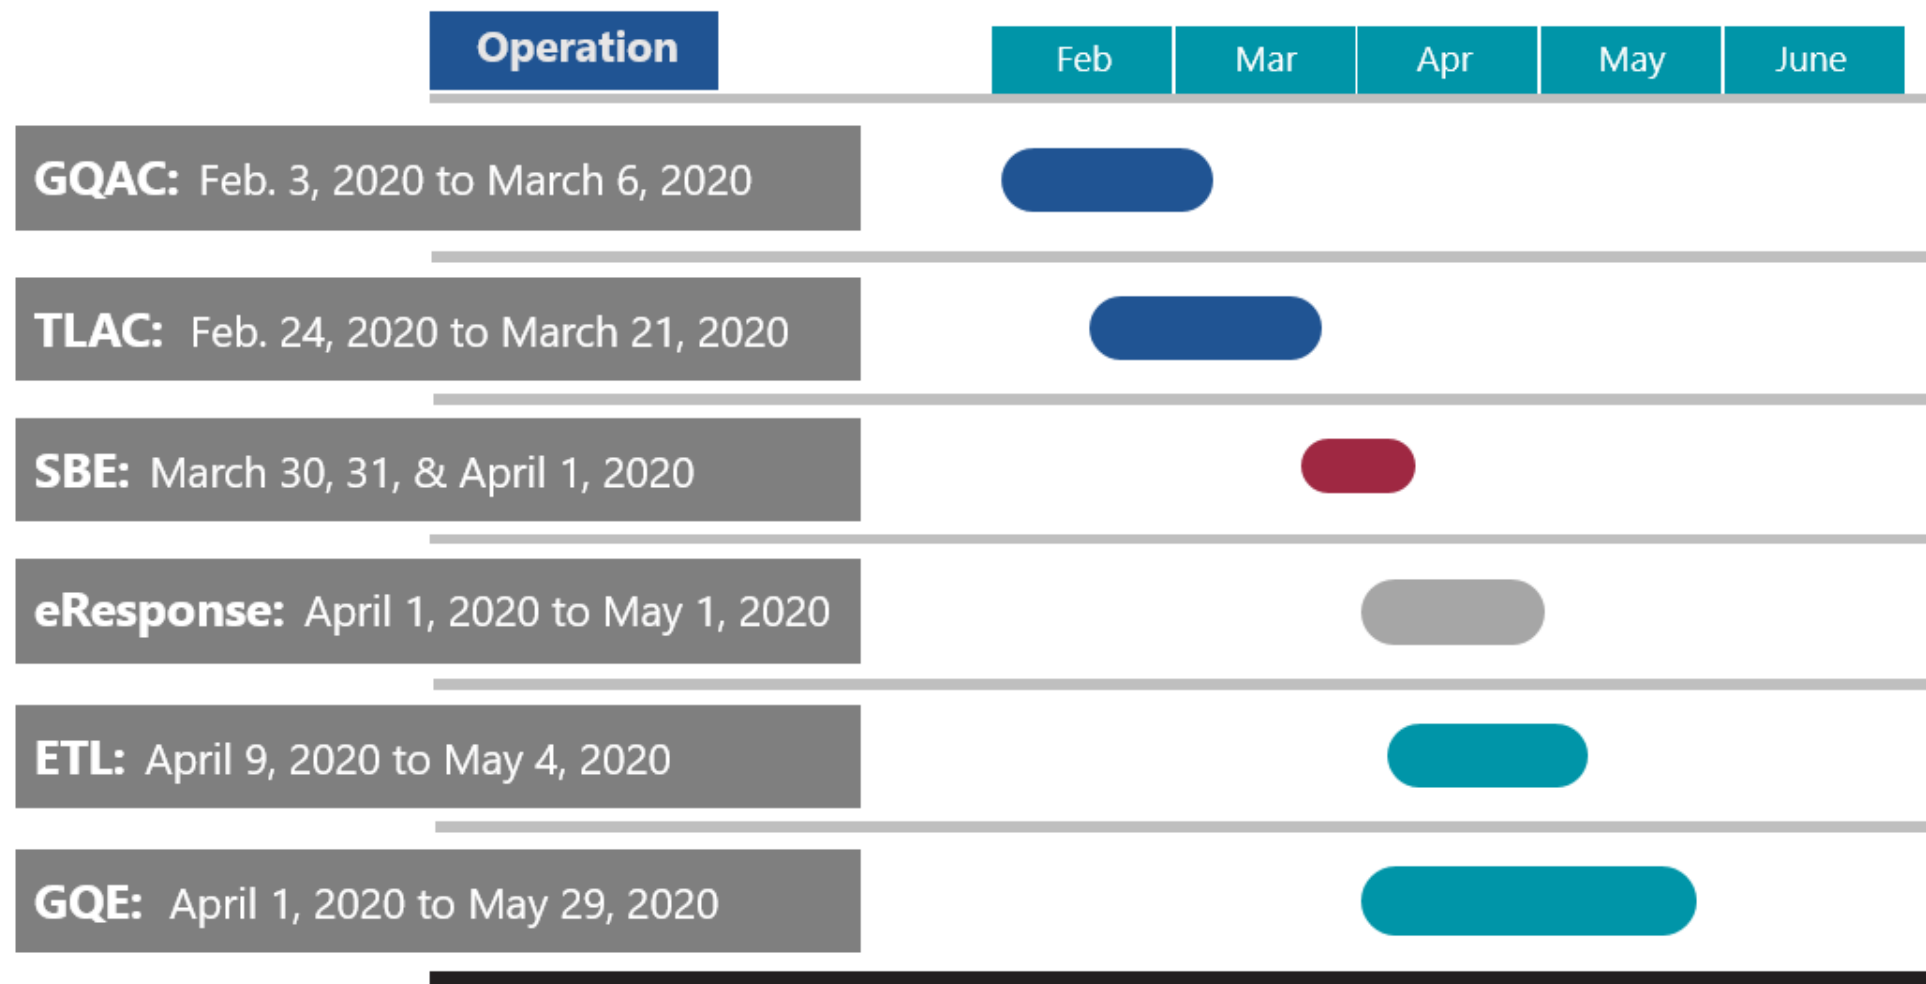 Operation
Feb Mar Apr May June
GQAC: Feb. 3, 2020 to March 6, 2020
TLAC: Feb. 24, 2020 to March 21, 2020
SBE: March 30, 31, & April 1, 2020
eResponse: April 1, 2020 to May 1, 2020
ETL: April 9, 2020 to May 4, 2020
GQE: April 1, 2020 to May 29, 2020